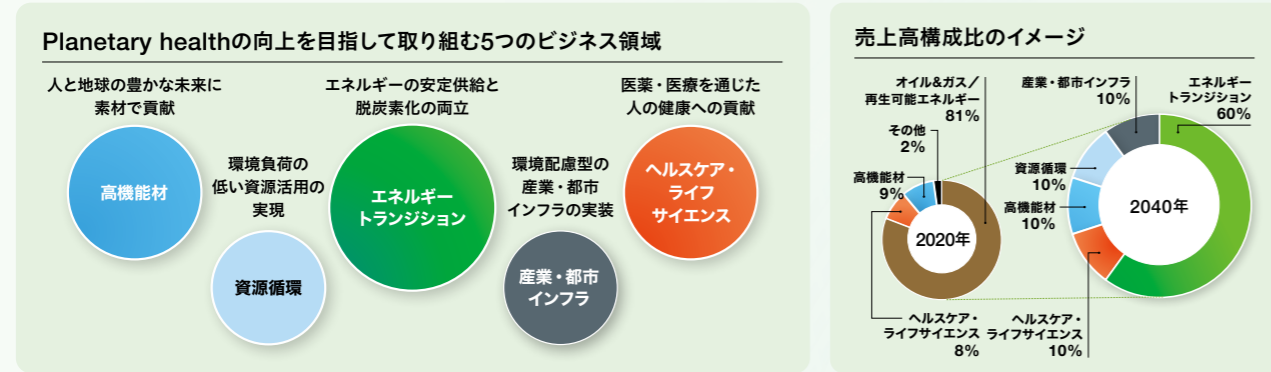 Planetary healthの向上を目指して取り組む5つのビジネス領域
人と地球の豊かな未来に
素材で貢献
高機能材
環境負荷の
低い資源活用の
実現
資源循環
エネルギーの安定供給と
脱炭素化の両立
エネルギー
トランジション
環境配慮型の
産業・都市
インフラの実装
産業・都市
インフラ
医薬・医療を通じた
人の健康への貢献
ヘルスケア・
ライフ
サイエンス
売上高構成比のイメージ
オイル&ガス/
再生可能エネルギー
81%
その他
2%
高機能材
9%
ヘルスケア・
ライフサイエンス
8%
2020年
産業・都市インフラ
10%
エネルギー
トランジション
60%
資源循環
10%
高機能材
10%
ヘルスケア・
ライフサイエンス
10%
2040年